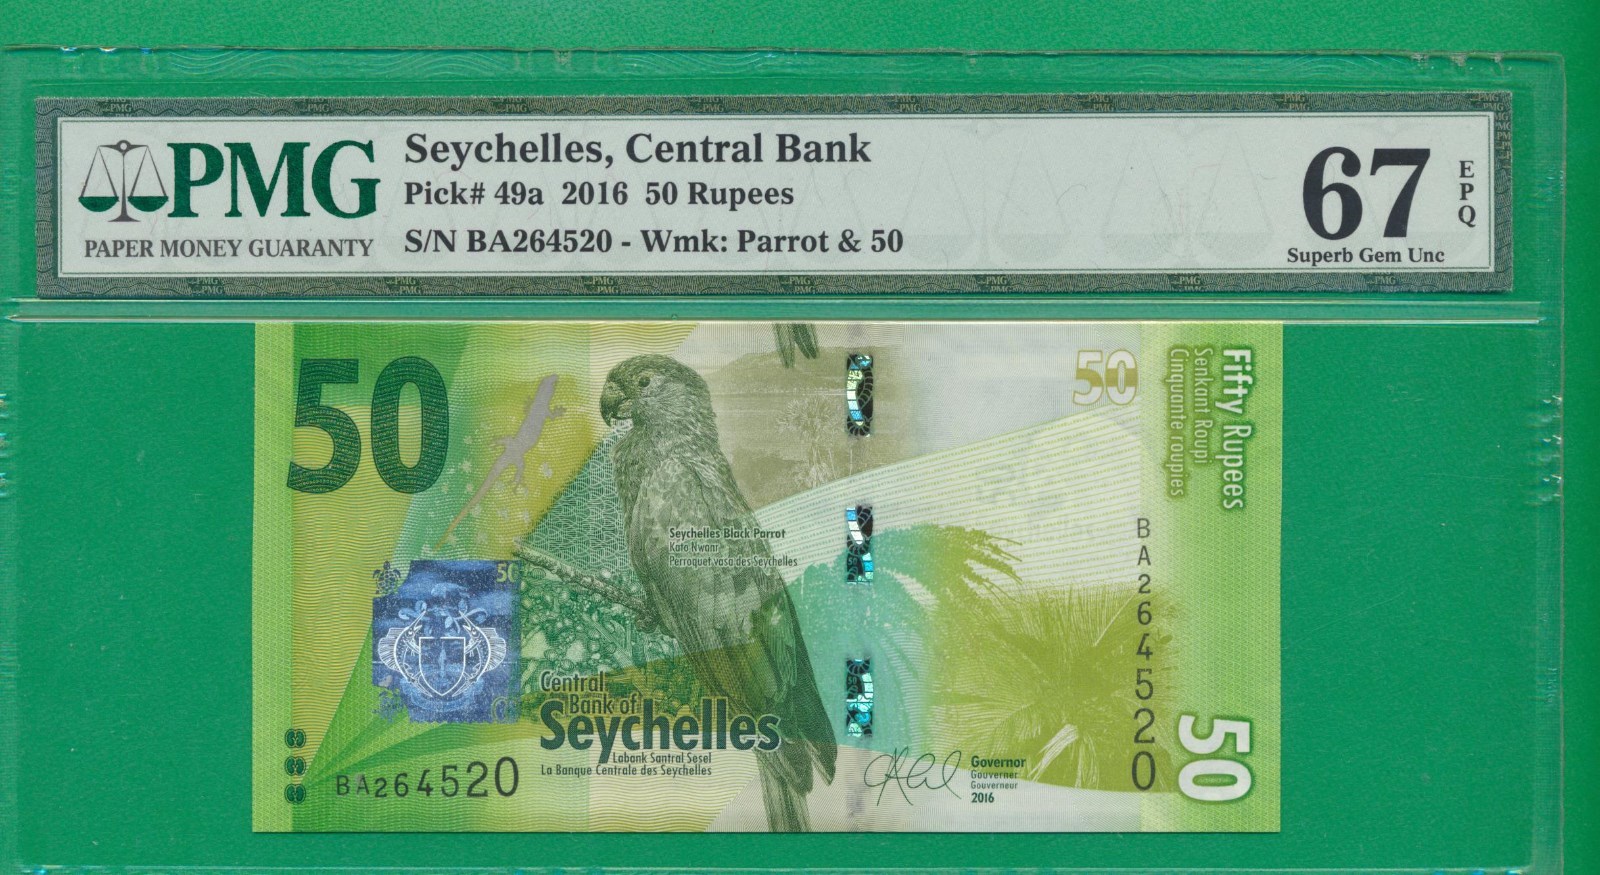 PMG
PAPER MONEY GUARANTY
Seychelles, Central Bank
Pick# 49a 2016 50 Rupees
S/N BA264520 - Wmk: Parrot & 50
67
EPQ
Superb Gem Unc
50
50
Fifty Rupees
Senkant Roupi
Cinquante roupies
Seychelles Black Parrot
Kato Nwanr
Perroquet vasa des Seychelles
50
BA264520
Central
Bank of
Seychelles
Labank Santral Sesel
La Banque Centrale des Seychelles
Governor
Gouverner
Gouverneur
2016
50
BA264520